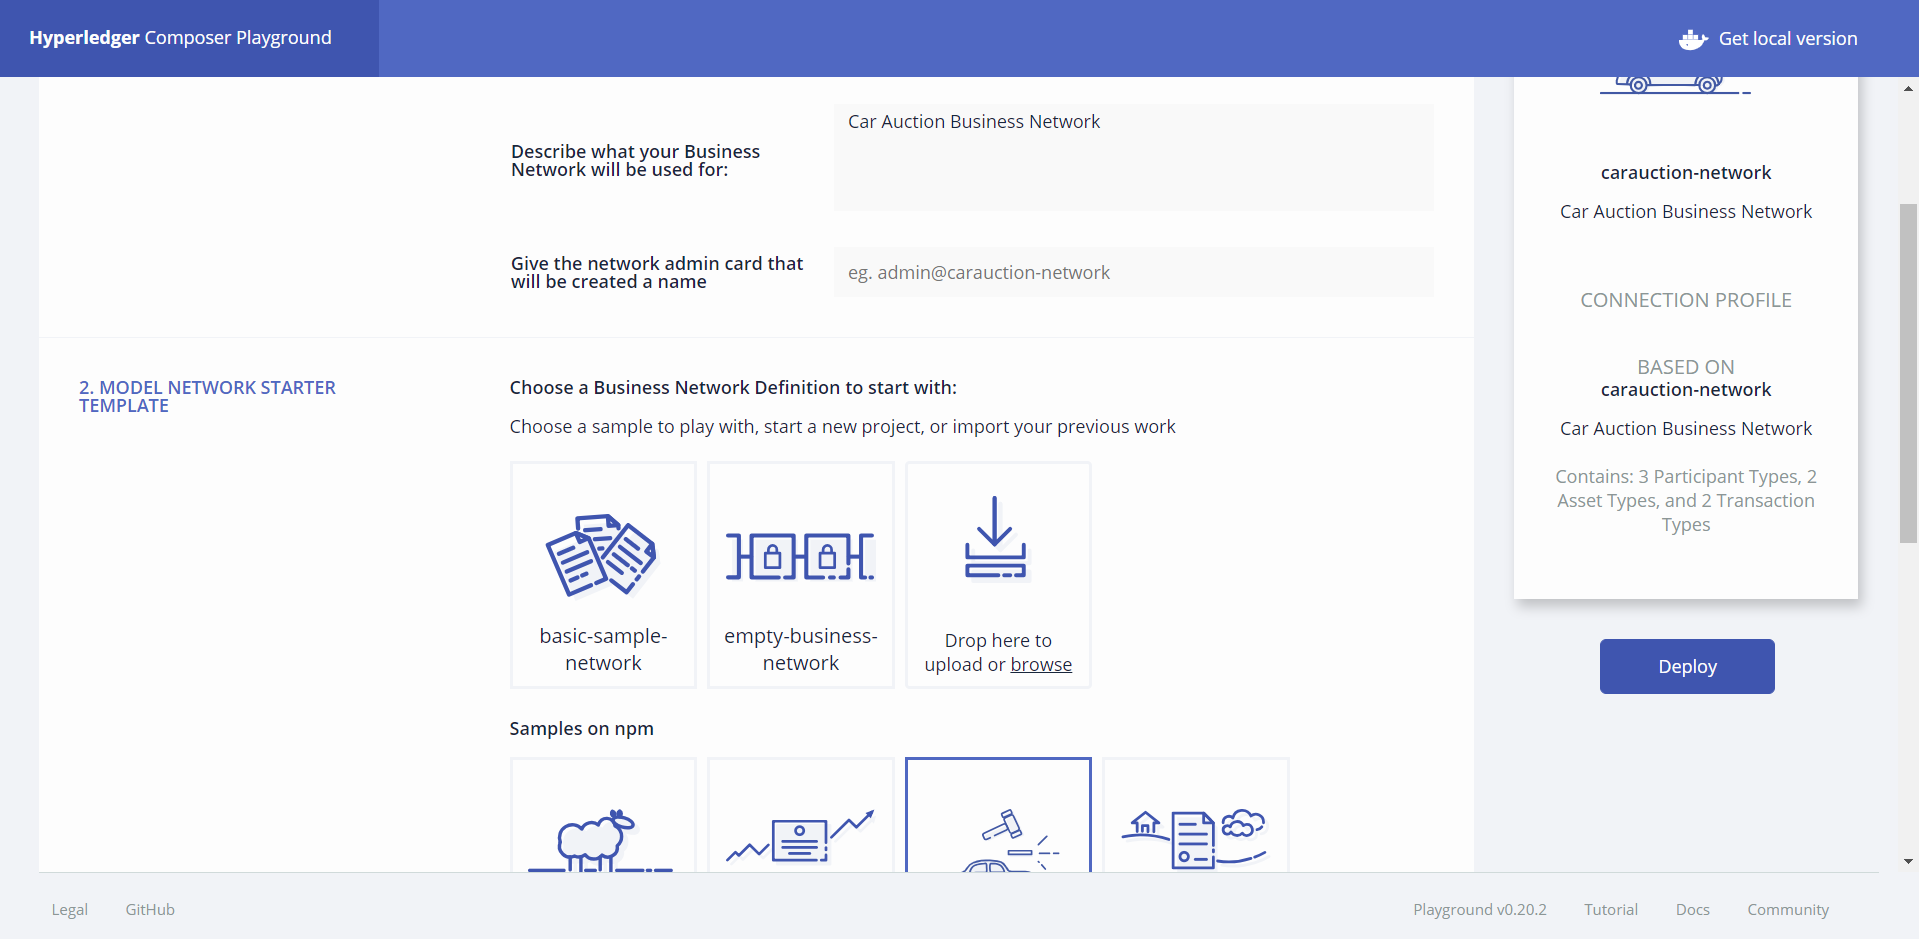 Hyperledger Composer Playground
Get local version
Describe what your Business
Network will be used for:
Car Auction Business Network
Give the network admin card that
will be created a name
eg. admin@carauction-network
2. MODEL NETWORK STARTER
TEMPLATE
Choose a Business Network Definition to start with:
Choose a sample to play with, start a new project, or import your previous work
basic-sample-
network
empty-business-
network
Drop here to
upload or browse
Samples on npm
carauction-network
Car Auction Business Network
CONNECTION PROFILE
BASED ON
carauction-network
Car Auction Business Network
Contains: 3 Participant Types, 2
Asset Types, and 2 Transaction
Types
Deploy
Legal
GitHub
Playground v0.20.2
Tutorial
Docs
Community